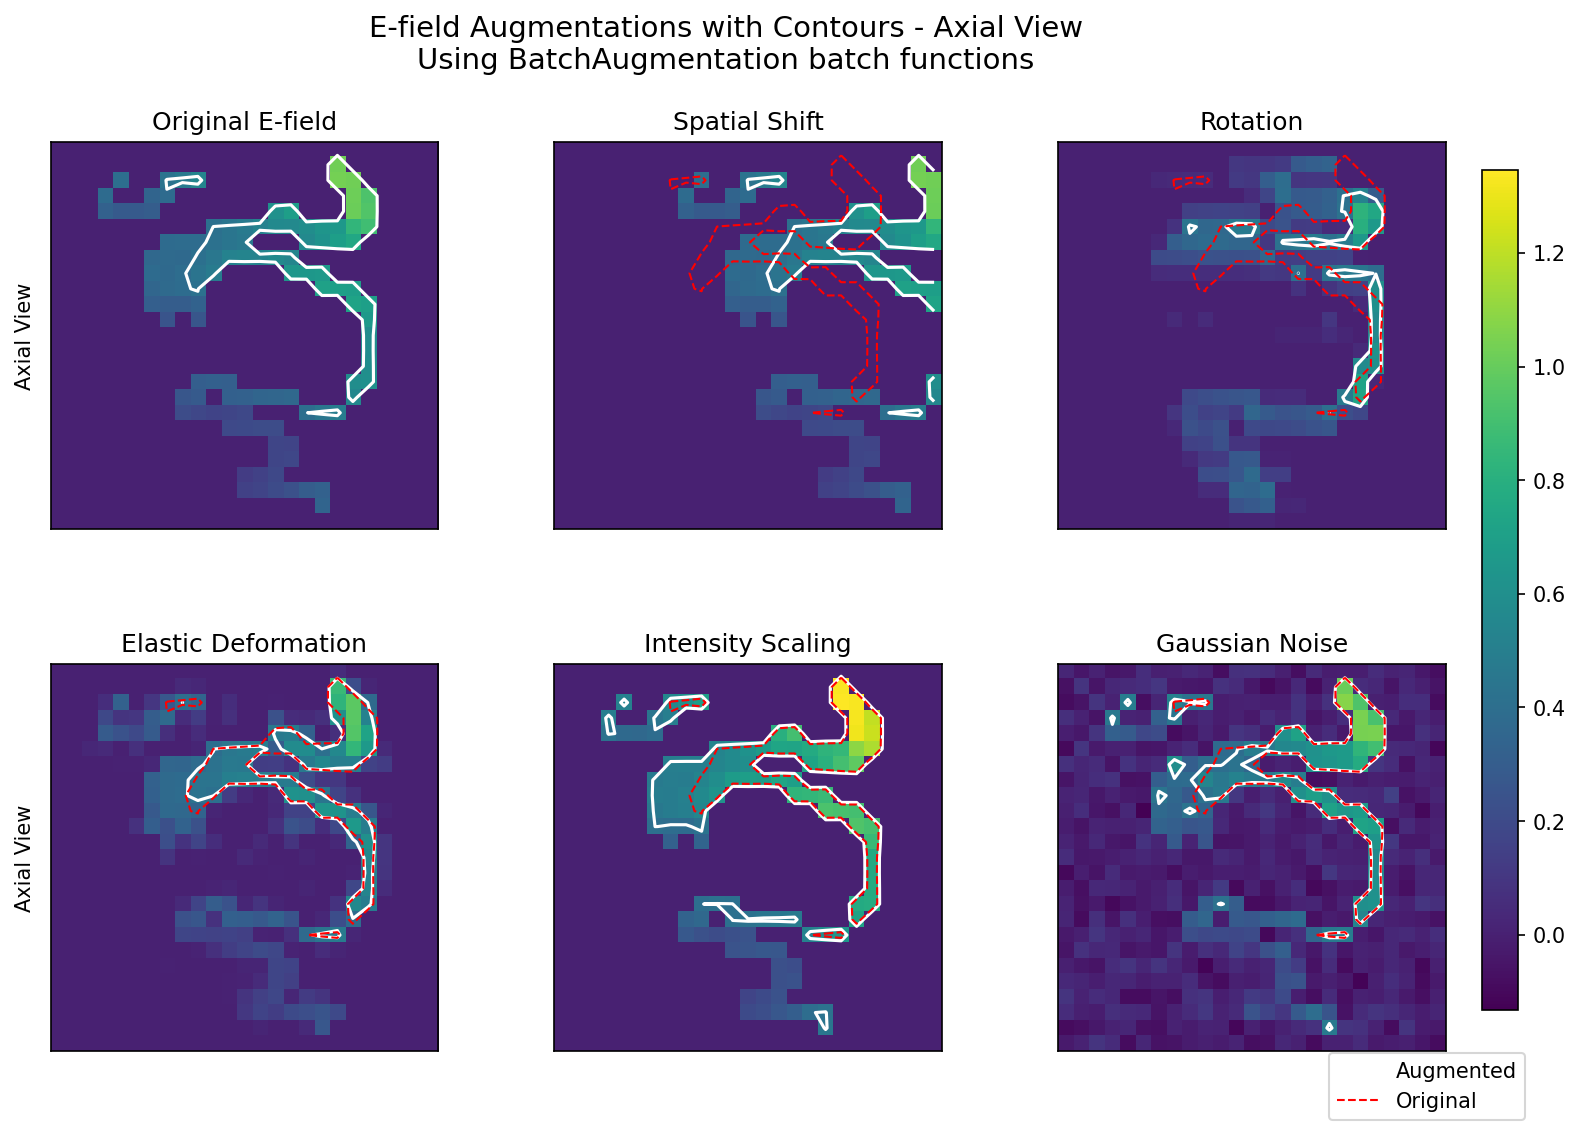 E-field Augmentations with Contours - Axial View
Using BatchAugmentation batch functions
Original E-field
Spatial Shift
Rotation
Axial View
1.2
1.0
0.8
0.6
0.4
0.2
0.0
Elastic Deformation
Intensity Scaling
Gaussian Noise
Axial View
Augmented
Original